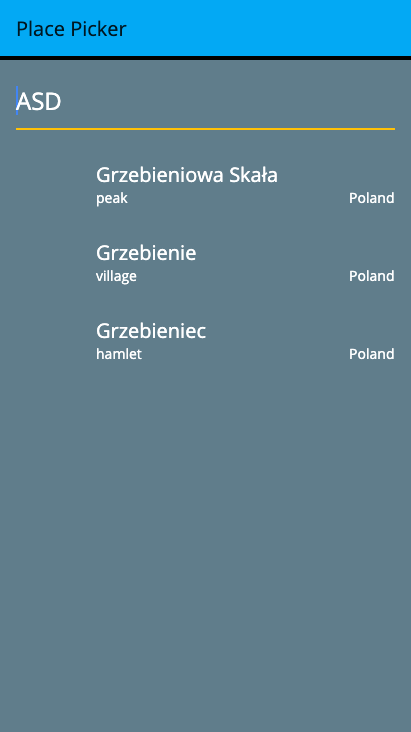 Place Picker
ASD
Grzebieniowa Skała
peak Poland
Grzebienie
village Poland
Grzebieniec
hamlet Poland